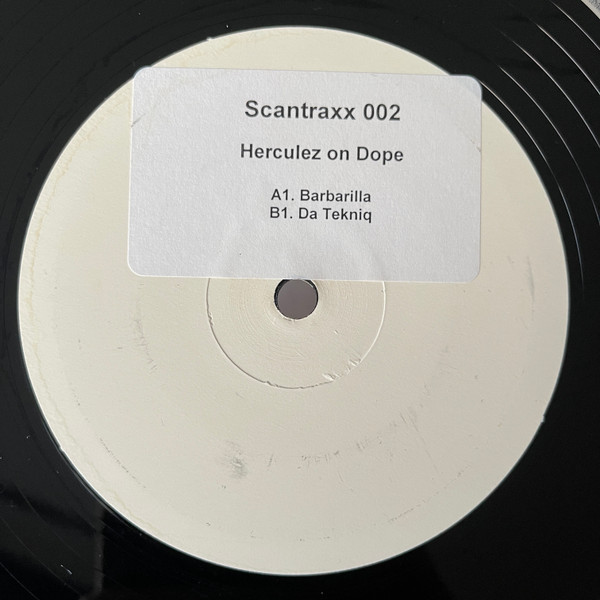 Scantraxx 002
Herculez on Dope
A1. Barbarilla
B1. Da Tekniq